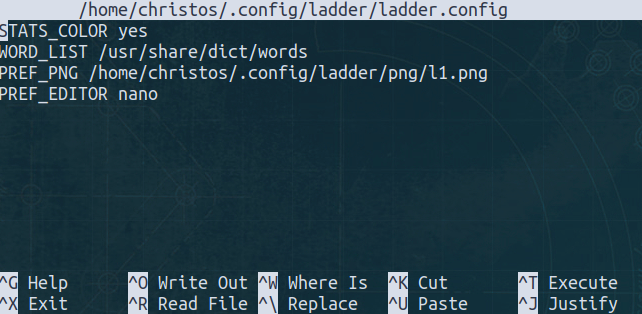 /home/christos/.config/ladder/ladder.config
STATS_COLOR yes
WORD_LIST /usr/share/dict/words
PREF_PNG /home/christos/.config/ladder/png/l1.png
PREF_EDITOR nano
^G Help ^O Write Out ^W Where Is ^K Cut ^T Execute
^X Exit ^R Read File ^\ Replace ^U Paste ^J Justify